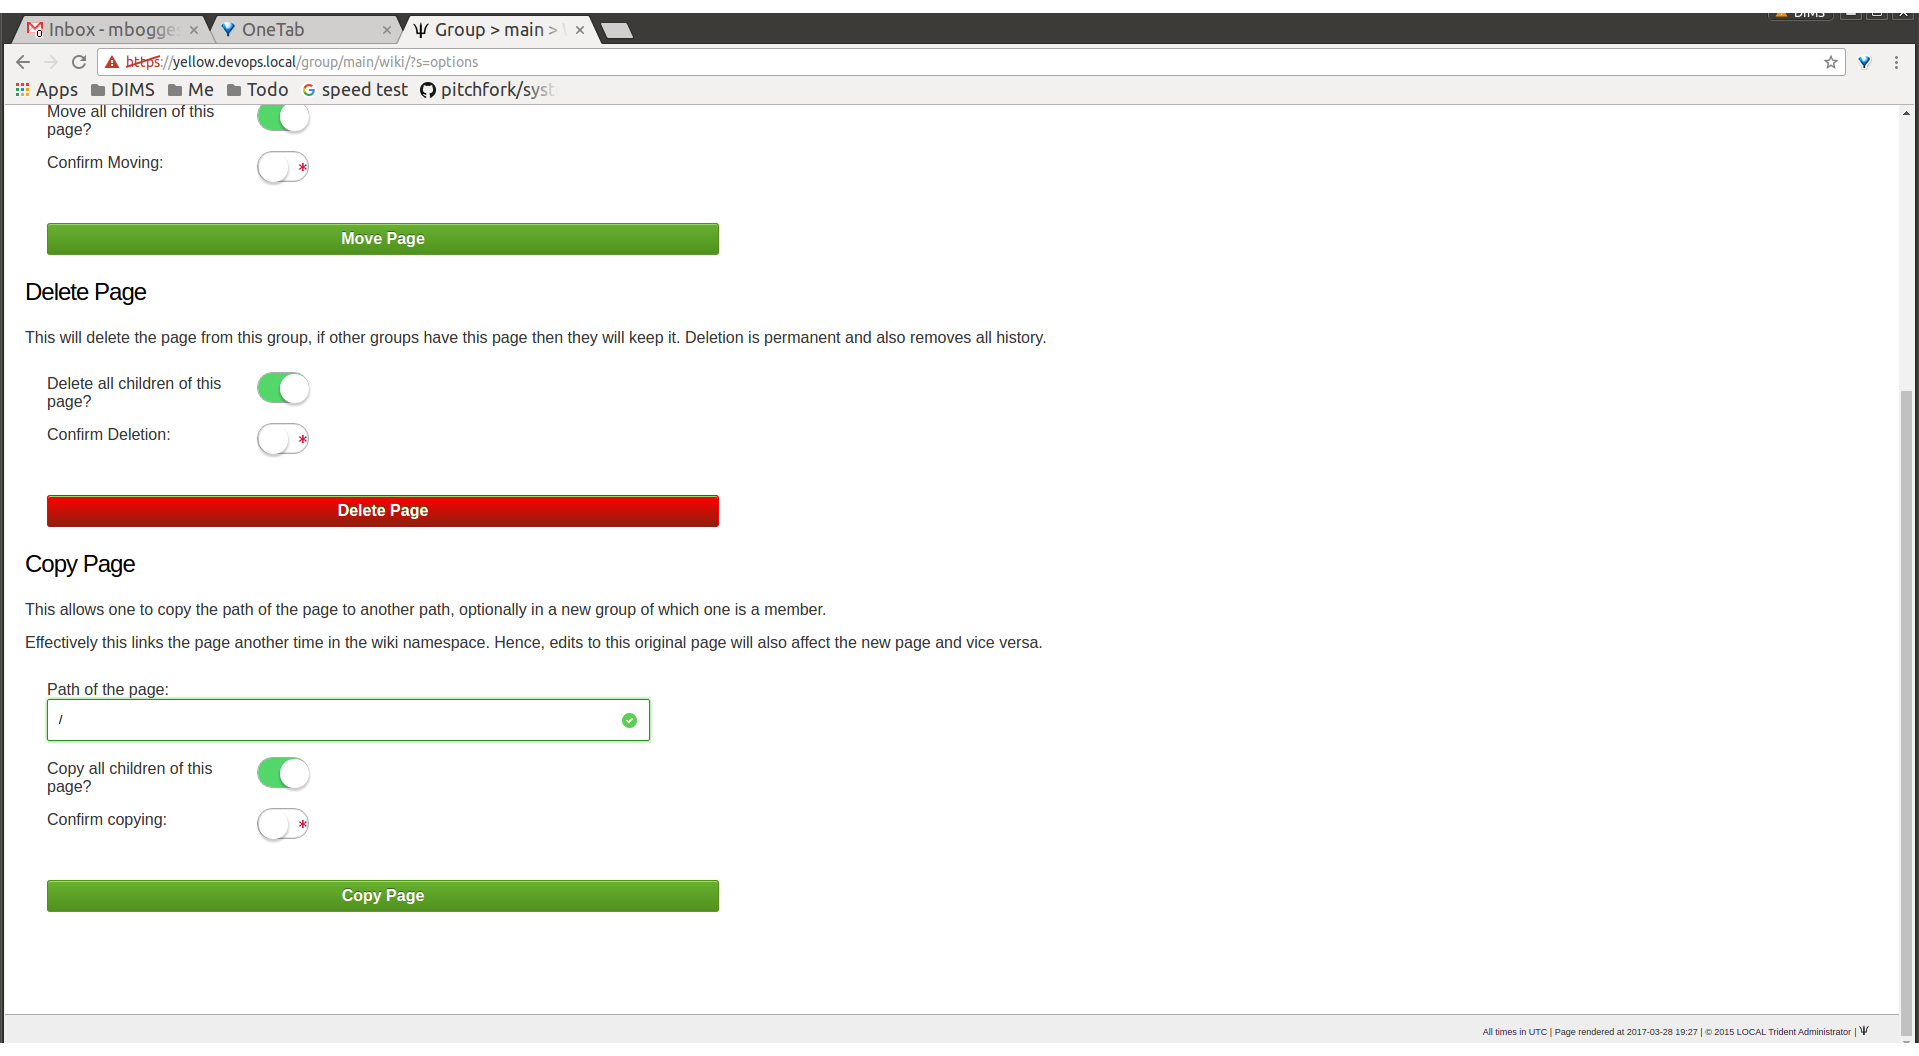 DIMS
Inbox - mbogges
OneTab
Group > main >
https://yellow.devops.local/group/main/wiki/?s=options
Apps DIMS Me Todo speed test pitchfork/syst
Move all children of this
page?
Confirm Moving: *
Move Page
Delete Page
This will delete the page from this group, if other groups have this page then they will keep it. Deletion is permanent and also removes all history.
Delete all children of this
page?
Confirm Deletion: *
Delete Page
Copy Page
This allows one to copy the path of the page to another path, optionally in a new group of which one is a member.
Effectively this links the page another time in the wiki namespace. Hence, edits to this original page will also affect the new page and vice versa.
Path of the page:
/
Copy all children of this
page?
Confirm copying: *
Copy Page
All times in UTC | Page rendered at 2017-03-28 19:27 | © 2015 LOCAL Trident Administrator |